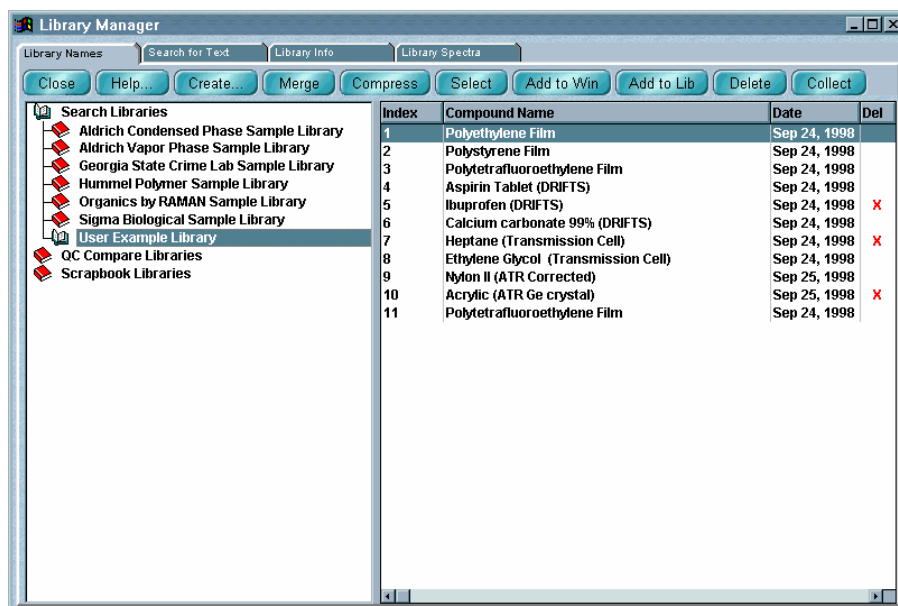 Library Manager
Library Names Search for Text Library Info Library Spectra
Close Help... Create... Merge Compress Select Add to Win Add to Lib Delete Collect
Search Libraries
Aldrich Condensed Phase Sample Library
Aldrich Vapor Phase Sample Library
Georgia State Crime Lab Sample Library
Hummel Polymer Sample Library
Organics by RAMAN Sample Library
Sigma Biological Sample Library
User Example Library
QC Compare Libraries
Scrapbook Libraries
Index Compound Name Date Del
1 Polyethylene Film Sep 24, 1998
2 Polystyrene Film Sep 24, 1998
3 Polytetrafluoroethylene Film Sep 24, 1998
4 Aspirin Tablet (DRIFTS) Sep 24, 1998
5 Ibuprofen (DRIFTS) Sep 24, 1998 X
6 Calcium carbonate 99% (DRIFTS) Sep 24, 1998
7 Heptane (Transmission Cell) Sep 24, 1998 X
8 Ethylene Glycol (Transmission Cell) Sep 24, 1998
9 Nylon II (ATR Corrected) Sep 25, 1998
10 Acrylic (ATR Ge crystal) Sep 25, 1998 X
11 Polytetrafluoroethylene Film Sep 24, 1998